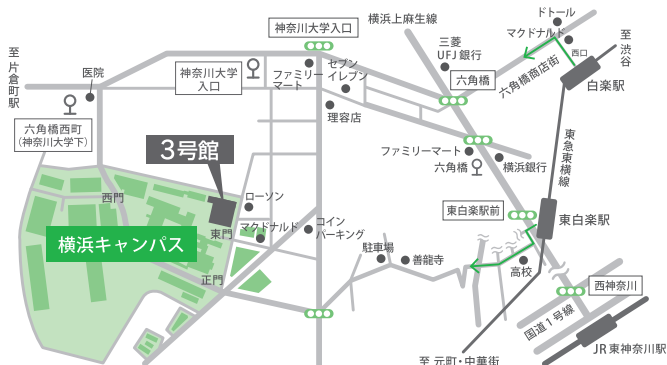 ドトール
神奈川大学入口
横浜上麻生線
マクドナルド
西口
至
渋
谷
至
片
倉
町
駅
医院
神奈川大学
入口
セブン
イレブン
ファミリー
マート
三菱
UFJ 銀行
六角橋
六角橋商店街
白楽駅
理容店
六角橋西町
(神奈川大学下)
3号館
ファミリーマート
六角橋
横浜銀行
東急東横線
西門
ローソン
東門
マクドナルド
コイン
パーキング
東白楽駅前
東白楽駅
横浜キャンパス
駐車場
善龍寺
高校
正門
西神奈川
国道1号線
JR 東神奈川駅
至 元町・中華街